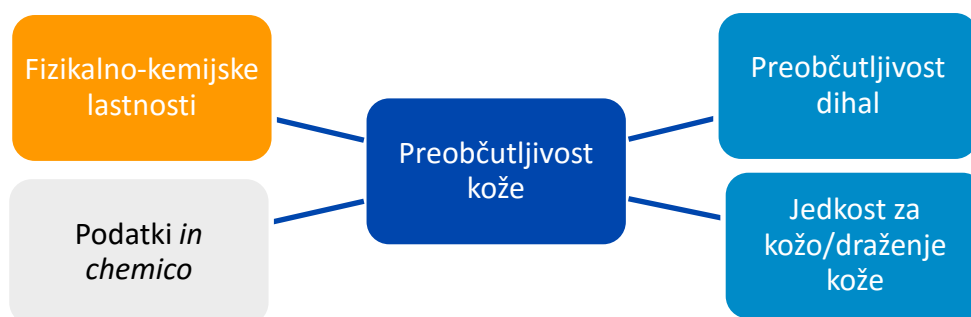 Fizikalno-kemijske
lastnosti
Preobčutljivost
dihal
Preobčutljivost
kože
Podatki in
chemico
Jedkost za
kožo/draženje
kože